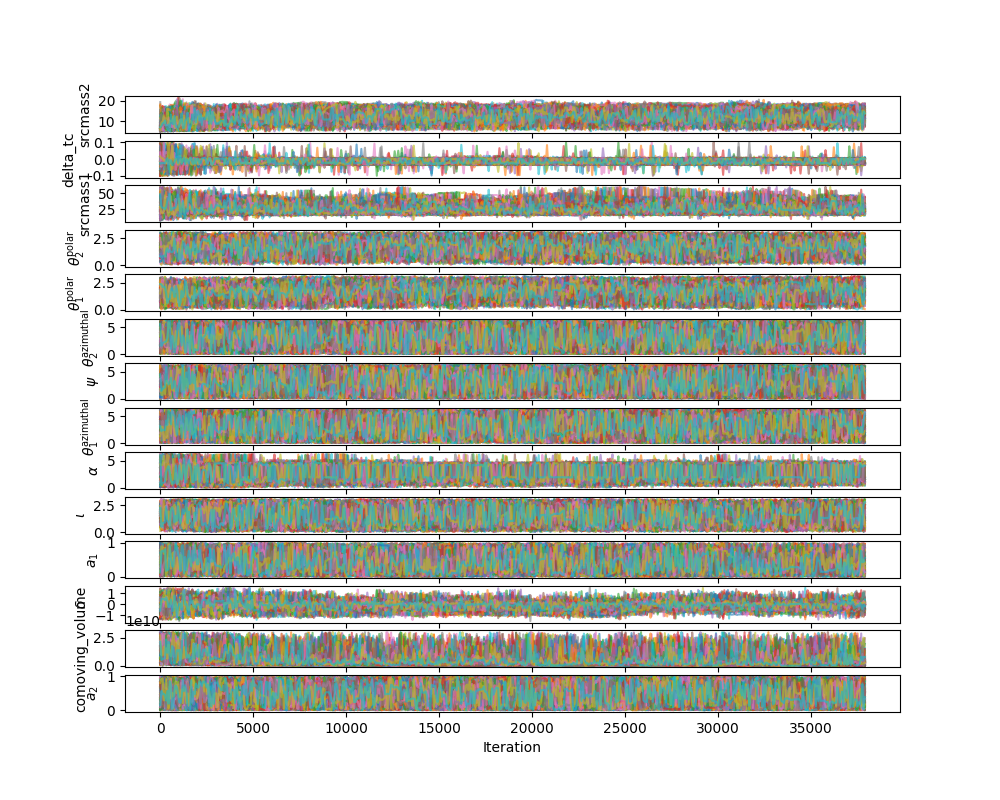 srcmass2
20
10
delta_tc
0.1
0.0
−0.1
srcmass1
50
25
θ₂^polar
2.5
0.0
θ₁^polar
2.5
0.0
θ₂^azimuthal
5
0
ψ
5
0
θ₁^azimuthal
5
0
α
5
0
ι
2.5
0.0
a₁
1
0
1
0
−1
1e10
comoving_volume
2.5
0.0
a₂
1
0
0 5000 10000 15000 20000 25000 30000 35000
Iteration